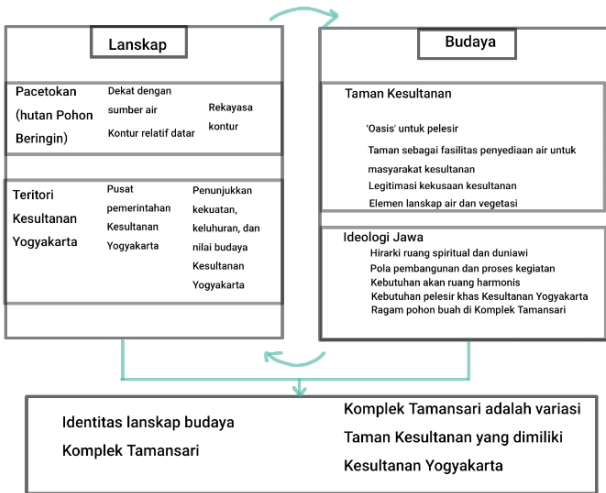 Lanskap
Pacetokan
(hutan Pohon
Beringin)
Dekat dengan
sumber air
Kontur relatif datar
Rekayasa
kontur
Teritori
Kesultanan
Yogyakarta
Pusat
pemerintahan
Kesultanan
Yogyakarta
Penunjukkan
kekuatan,
keluhuran, dan
nilai budaya
Kesultanan
Yogyakarta
Budaya
Taman Kesultanan
'Oasis' untuk pelesir
Taman sebagai fasilitas penyediaan air untuk
masyarakat kesultanan
Legitimasi kekusaan kesultanan
Elemen lanskap air dan vegetasi
Ideologi Jawa
Hirarki ruang spiritual dan duniawi
Pola pembangunan dan proses kegiatan
Kebutuhan akan ruang harmonis
Kebutuhan pelesir khas Kesultanan Yogyakarta
Ragam pohon buah di Komplek Tamansari
Identitas lanskap budaya
Komplek Tamansari
Komplek Tamansari adalah variasi
Taman Kesultanan yang dimiliki
Kesultanan Yogyakarta